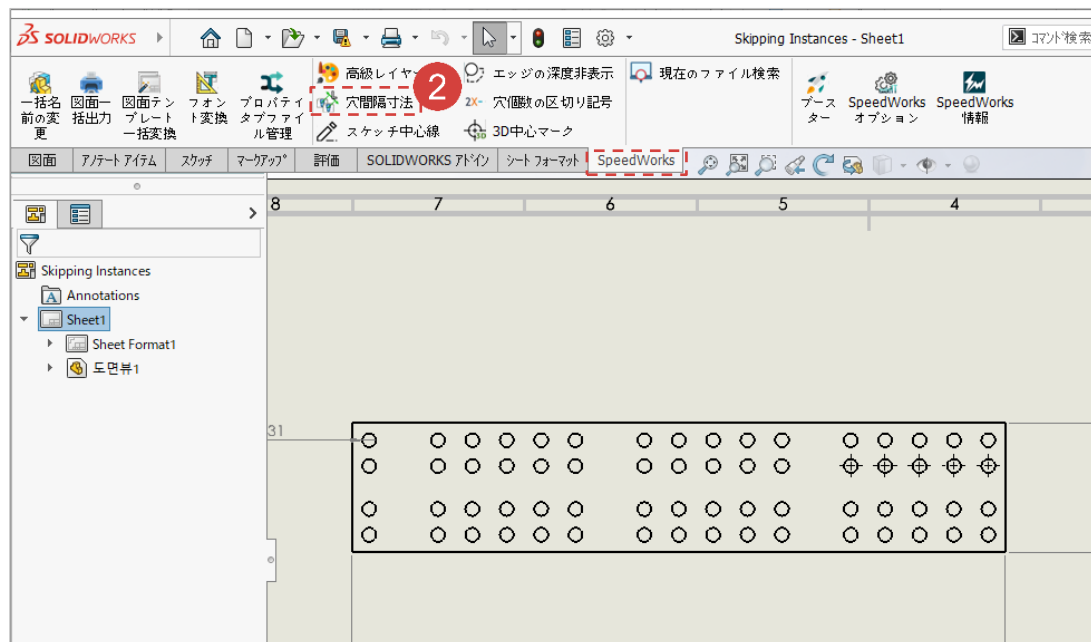 SOLIDWORKS
Skipping Instances - Sheet1
コマンド検索
一括名前の変更
図面一括出力
図面テンプレート一括変換
フォント変換
プロパティタブファイル管理
高級レイヤー
2
エッジの深度非表示
現在のファイル検索
穴間隔寸法
2X- 穴個数の区切り記号
スケッチ中心線
3D中心マーク
ブースター
SpeedWorks オプション
SpeedWorks 情報
図面
アノテート アイテム
スケッチ
マークアップ
評価
SOLIDWORKS アドイン
シート フォーマット
SpeedWorks
8 7 6 5 4
Skipping Instances
Annotations
Sheet1
Sheet Format1
도면뷰1
31